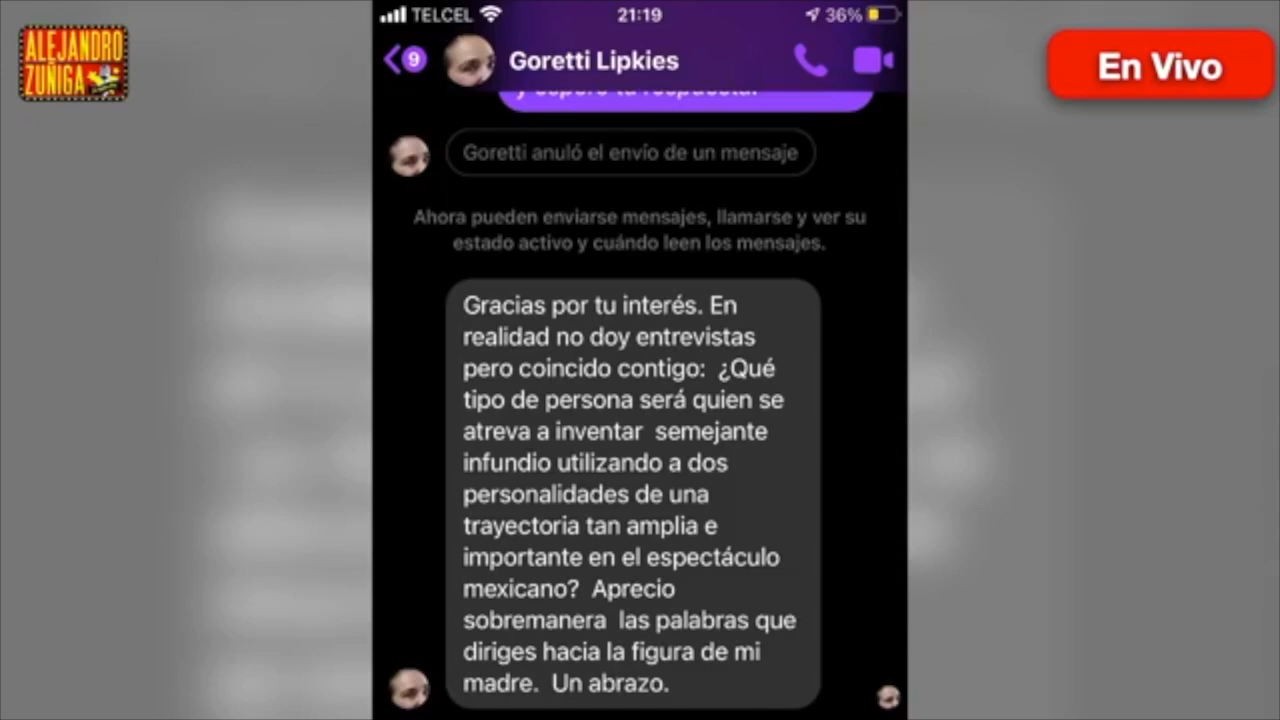 TELCEL
21:19
36%
ALEJANDRO
ZUÑIGA
9
Goretti Lipkies
En Vivo
y espero tu respuesta.
Goretti anuló el envío de un mensaje
Ahora pueden enviarse mensajes, llamarse y ver su
estado activo y cuándo leen los mensajes.
Gracias por tu interés. En
realidad no doy entrevistas
pero coincido contigo: ¿Qué
tipo de persona será quien se
atreva a inventar semejante
infundio utilizando a dos
personalidades de una
trayectoria tan amplia e
importante en el espectáculo
mexicano? Aprecio
sobremanera las palabras que
diriges hacia la figura de mi
madre. Un abrazo.